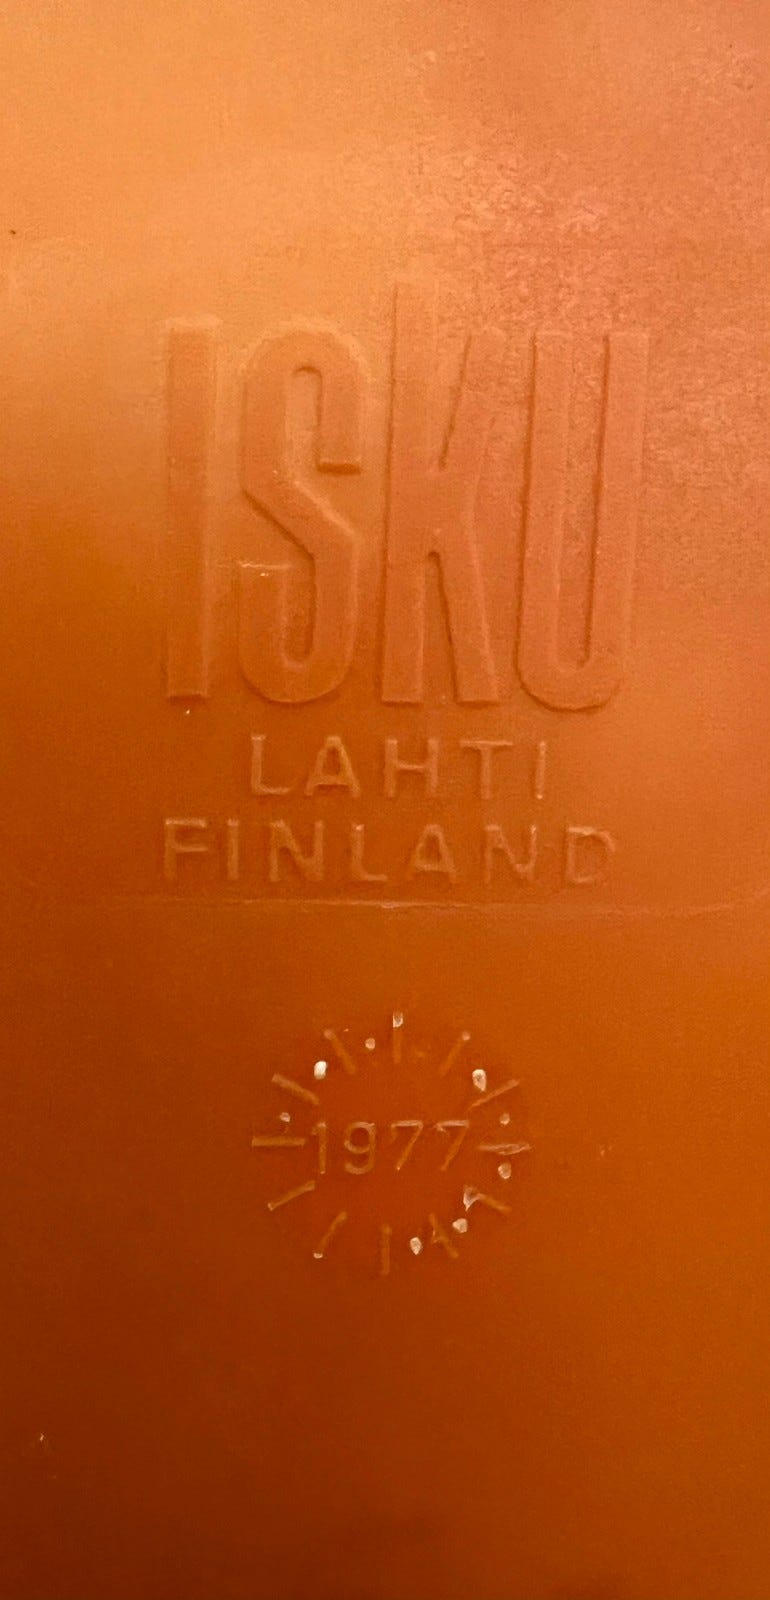 ISKU
LAHTI
FINLAND
1977